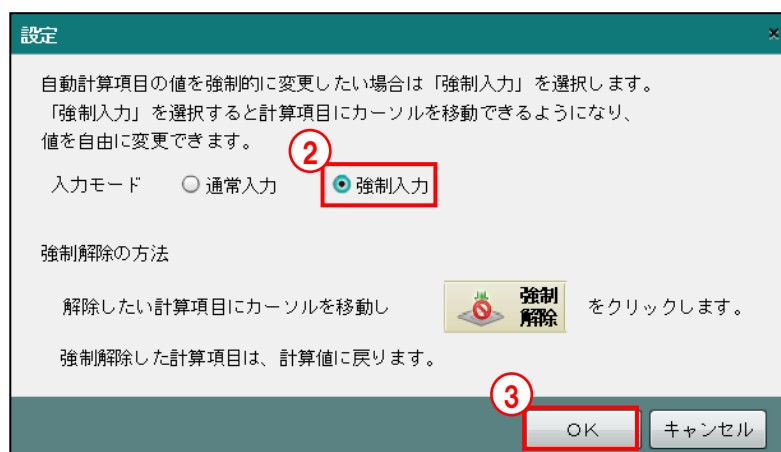 設定
×
自動計算項目の値を強制的に変更したい場合は「強制入力」を選択します。
「強制入力」を選択すると計算項目にカーソルを移動できるようになり、
値を自由に変更できます。
②
入力モード 通常入力 強制入力
強制解除の方法
解除したい計算項目にカーソルを移動し 強制解除 をクリックします。
強制解除した計算項目は、計算値に戻ります。
③
OK キャンセル